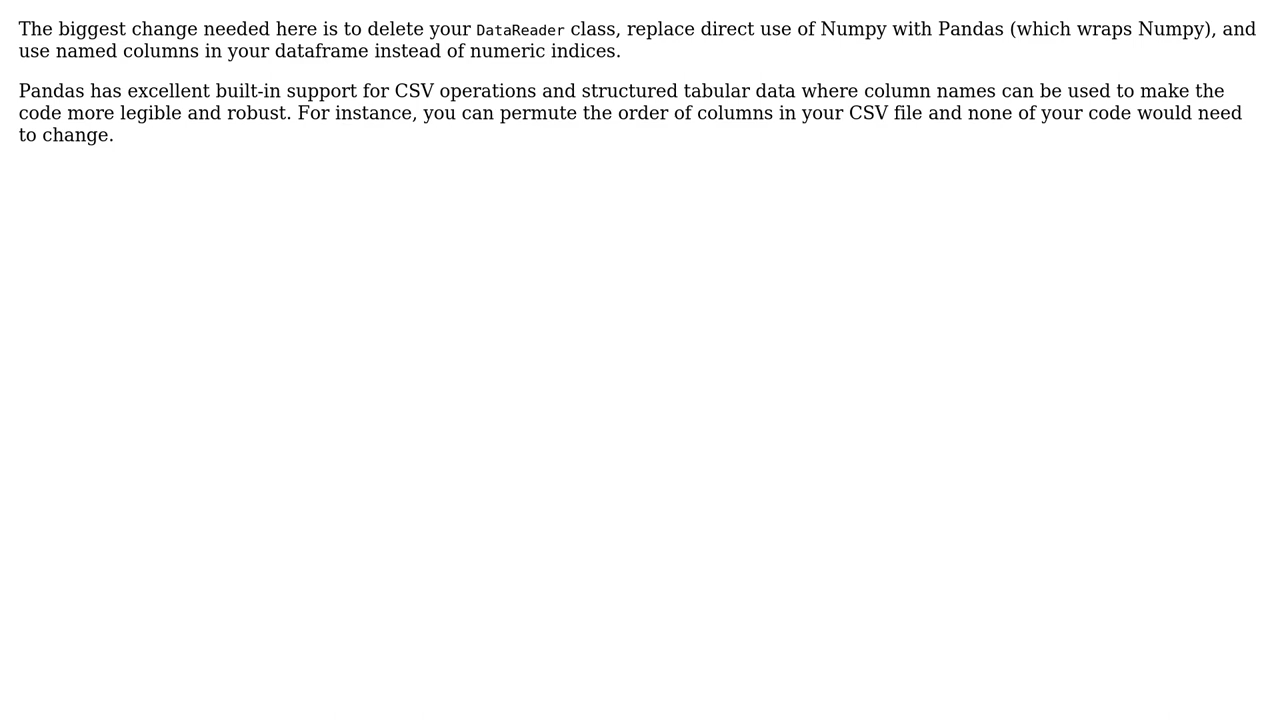 The biggest change needed here is to delete your DataReader class, replace direct use of Numpy with Pandas (which wraps Numpy), and
use named columns in your dataframe instead of numeric indices.
Pandas has excellent built-in support for CSV operations and structured tabular data where column names can be used to make the
code more legible and robust. For instance, you can permute the order of columns in your CSV file and none of your code would need
to change.